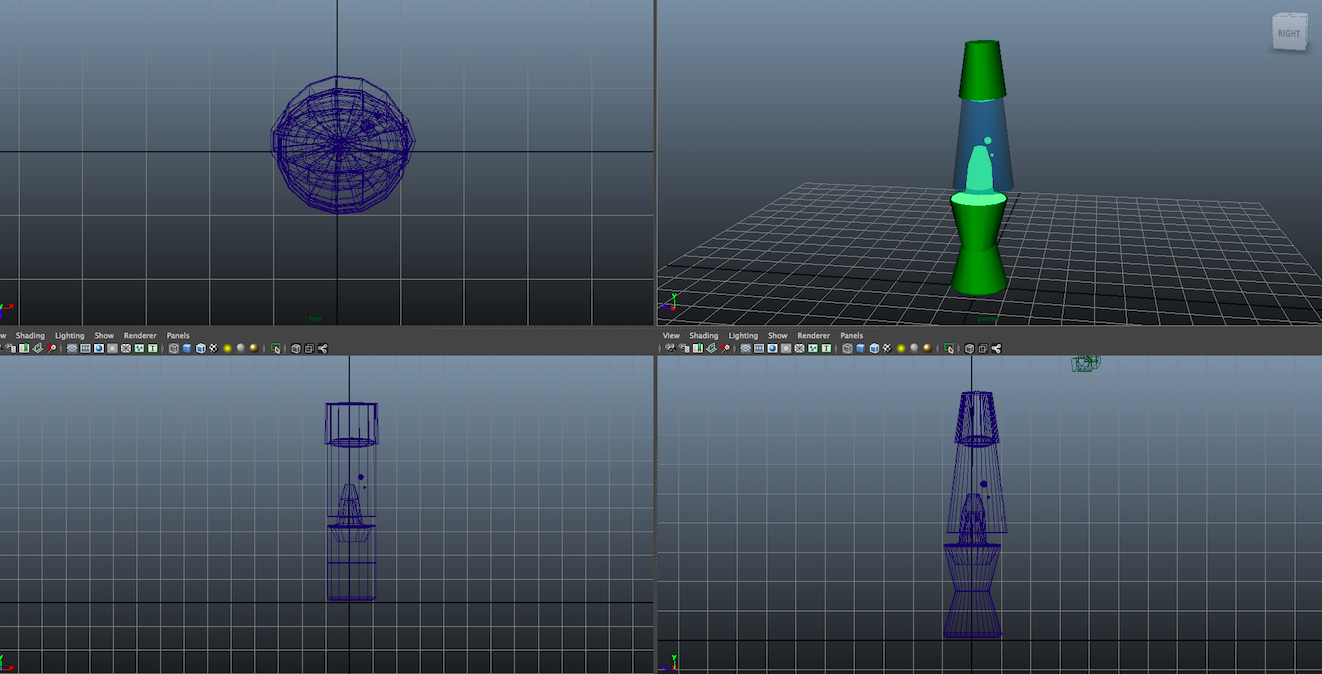 RIGHT
top
persp
w Shading Lighting Show Renderer Panels
View Shading Lighting Show Renderer Panels